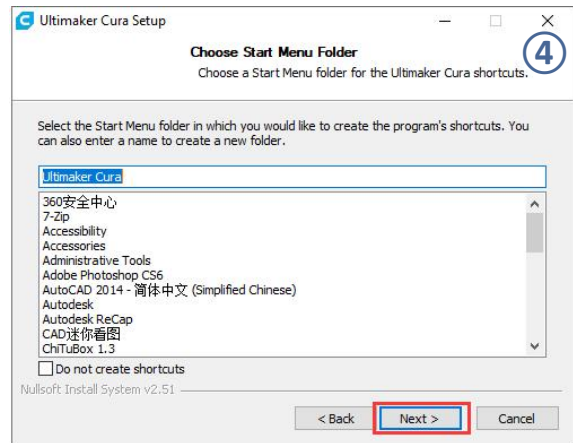 Ultimaker Cura Setup
④
Choose Start Menu Folder
Choose a Start Menu folder for the Ultimaker Cura shortcuts.
Select the Start Menu folder in which you would like to create the program's shortcuts. You
can also enter a name to create a new folder.
Ultimaker Cura
360安全中心
7-Zip
Accessibility
Accessories
Administrative Tools
Adobe Photoshop CS6
AutoCAD 2014 - 简体中文 (Simplified Chinese)
Autodesk
Autodesk ReCap
CAD迷你看图
ChiTuBox 1.3
Do not create shortcuts
Nullsoft Install System v2.51
< Back Next > Cancel